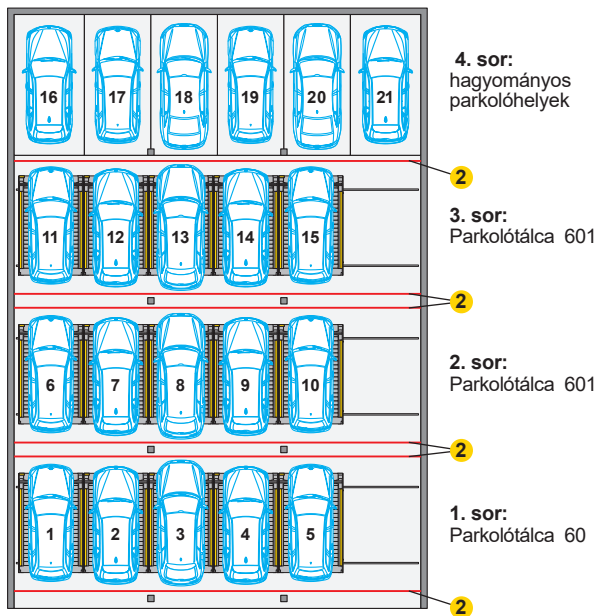 16 17 18 19 20 21
4. sor:
hagyományos
parkolóhelyek
2
11 12 13 14 15
3. sor:
Parkolótálca 601
2
6 7 8 9 10
2. sor:
Parkolótálca 601
2
1 2 3 4 5
1. sor:
Parkolótálca 60
2